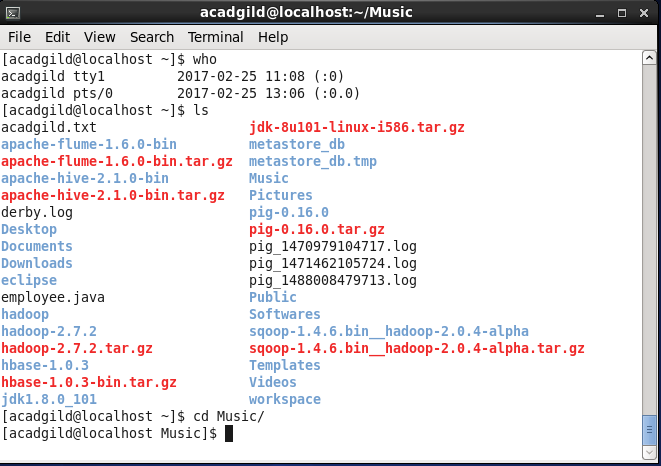 acadgild@localhost:~/Music
File Edit View Search Terminal Help
[acadgild@localhost ~]$ who
acadgild tty1         2017-02-25 11:08 (:0)
acadgild pts/0        2017-02-25 13:06 (:0.0)
[acadgild@localhost ~]$ ls
acadgild.txt                   jdk-8u101-linux-i586.tar.gz
apache-flume-1.6.0-bin         metastore_db
apache-flume-1.6.0-bin.tar.gz  metastore_db.tmp
apache-hive-2.1.0-bin          Music
apache-hive-2.1.0-bin.tar.gz   Pictures
derby.log                      pig-0.16.0
Desktop                        pig-0.16.0.tar.gz
Documents                      pig_1470979104717.log
Downloads                      pig_1471462105724.log
eclipse                        pig_1488008479713.log
employee.java                  Public
hadoop                         Softwares
hadoop-2.7.2                   sqoop-1.4.6.bin__hadoop-2.0.4-alpha
hadoop-2.7.2.tar.gz            sqoop-1.4.6.bin__hadoop-2.0.4-alpha.tar.gz
hbase-1.0.3                    Templates
hbase-1.0.3-bin.tar.gz         Videos
jdk1.8.0_101                   workspace
[acadgild@localhost ~]$ cd Music/
[acadgild@localhost Music]$